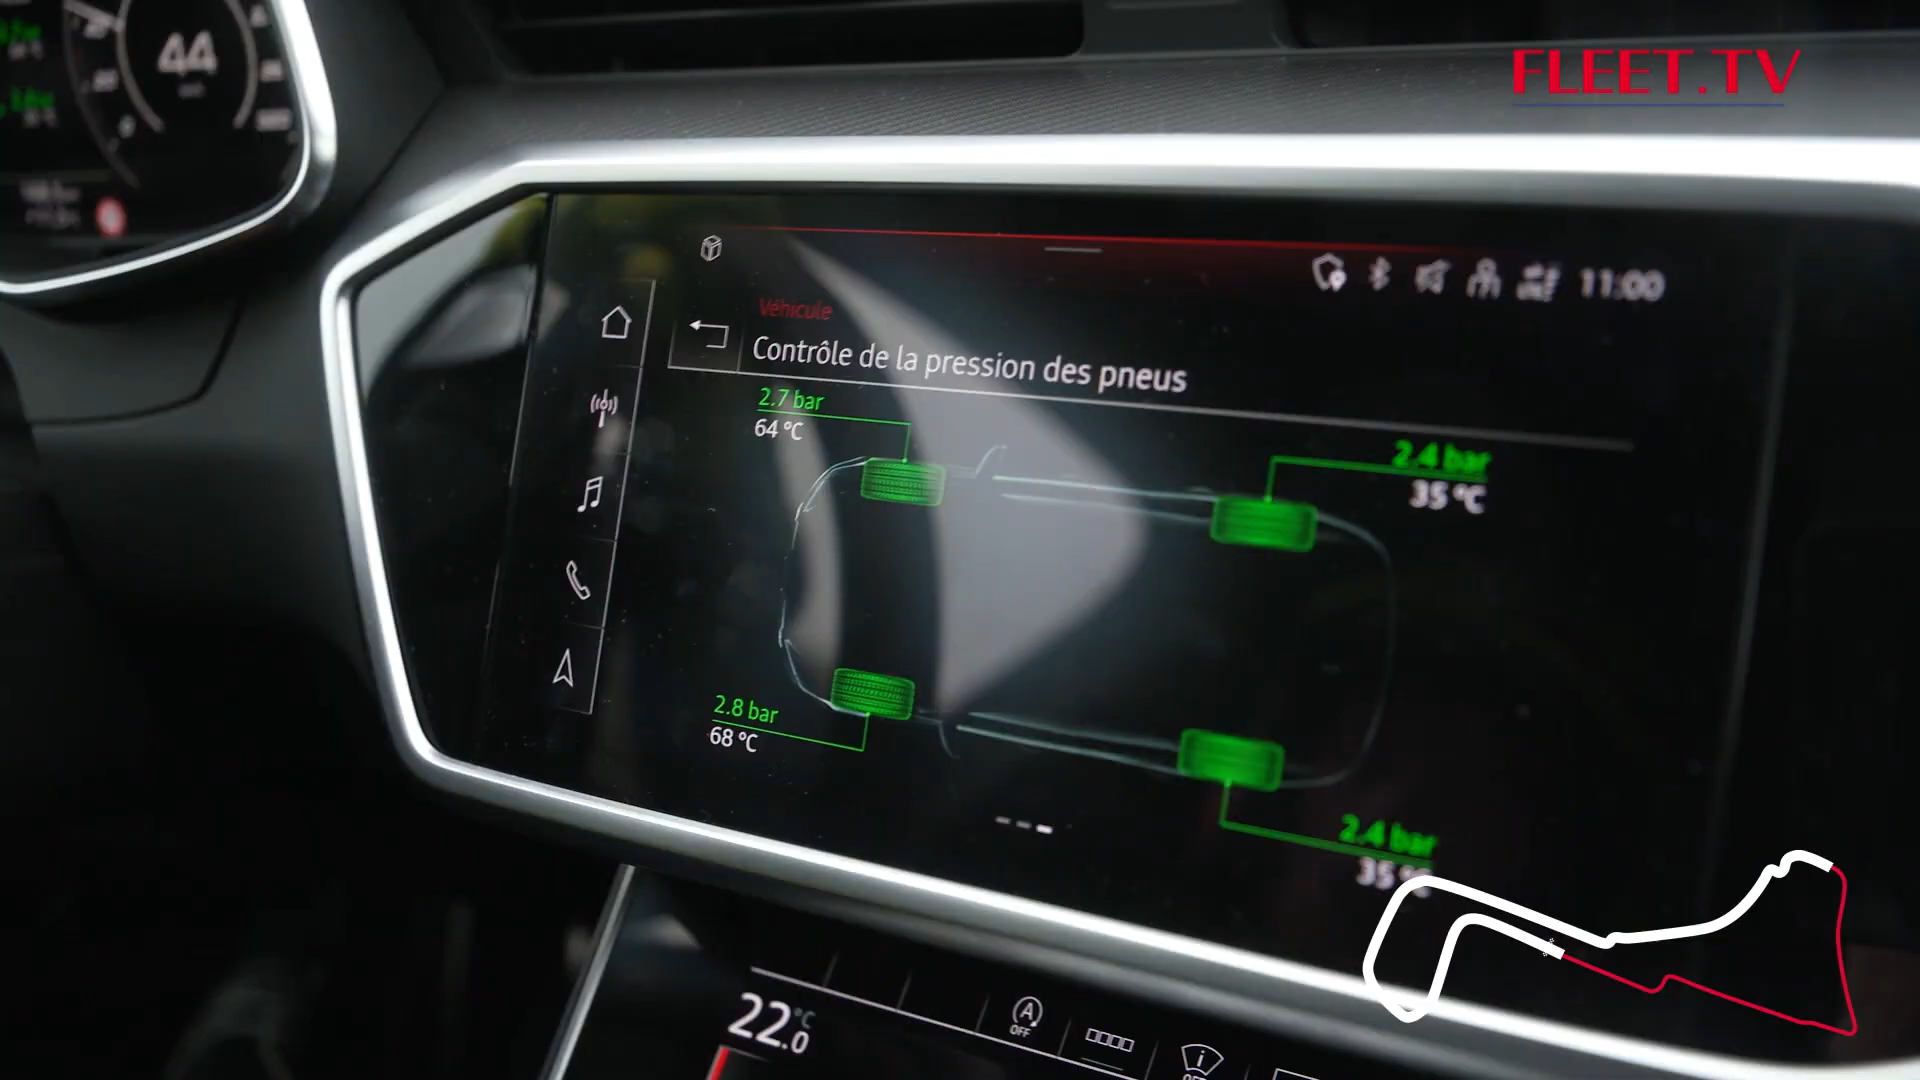 44
FLEET.TV
11:00
Véhicule
Contrôle de la pression des pneus
2.7 bar
64 °C
2.4 bar
35 °C
2.8 bar
68 °C
2.4 bar
35 °C
22.0 °C
A
OFF
i